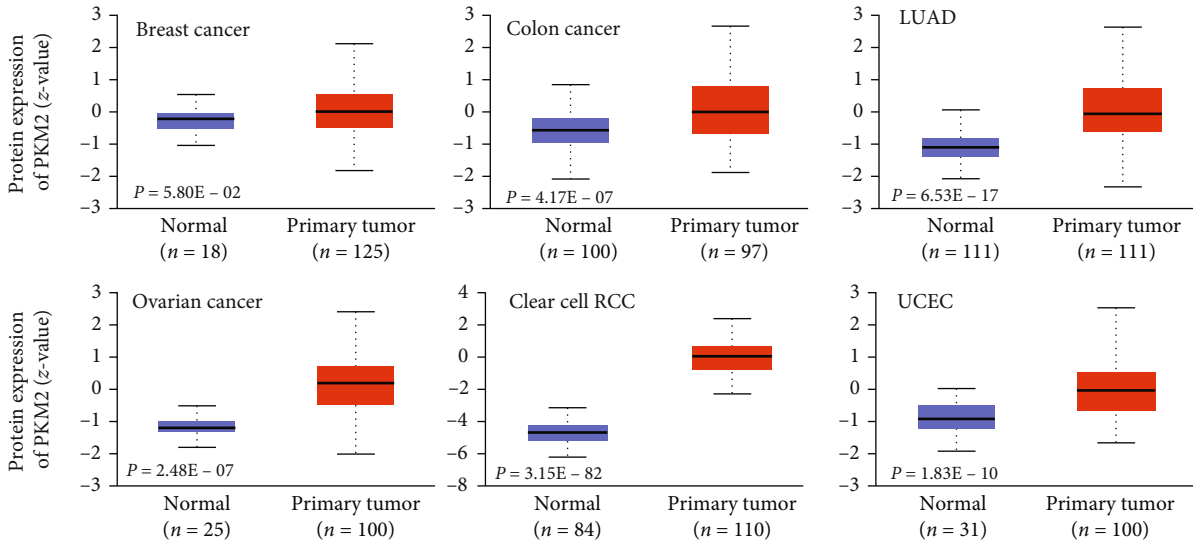 Protein expression
of PKM2 (z-value)
Breast cancer
3
2
1
0
–1
–2
–3
P = 5.80E – 02
Normal
(n = 18)
Primary tumor
(n = 125)
Colon cancer
3
2
1
0
–1
–2
–3
P = 4.17E – 07
Normal
(n = 100)
Primary tumor
(n = 97)
LUAD
3
2
1
0
–1
–2
–3
P = 6.53E – 17
Normal
(n = 111)
Primary tumor
(n = 111)
Protein expression
of PKM2 (z-value)
Ovarian cancer
3
2
1
0
–1
–2
–3
P = 2.48E – 07
Normal
(n = 25)
Primary tumor
(n = 100)
Clear cell RCC
4
2
0
–2
–4
–6
–8
P = 3.15E – 82
Normal
(n = 84)
Primary tumor
(n = 110)
UCEC
3
2
1
0
–1
–2
–3
P = 1.83E – 10
Normal
(n = 31)
Primary tumor
(n = 100)